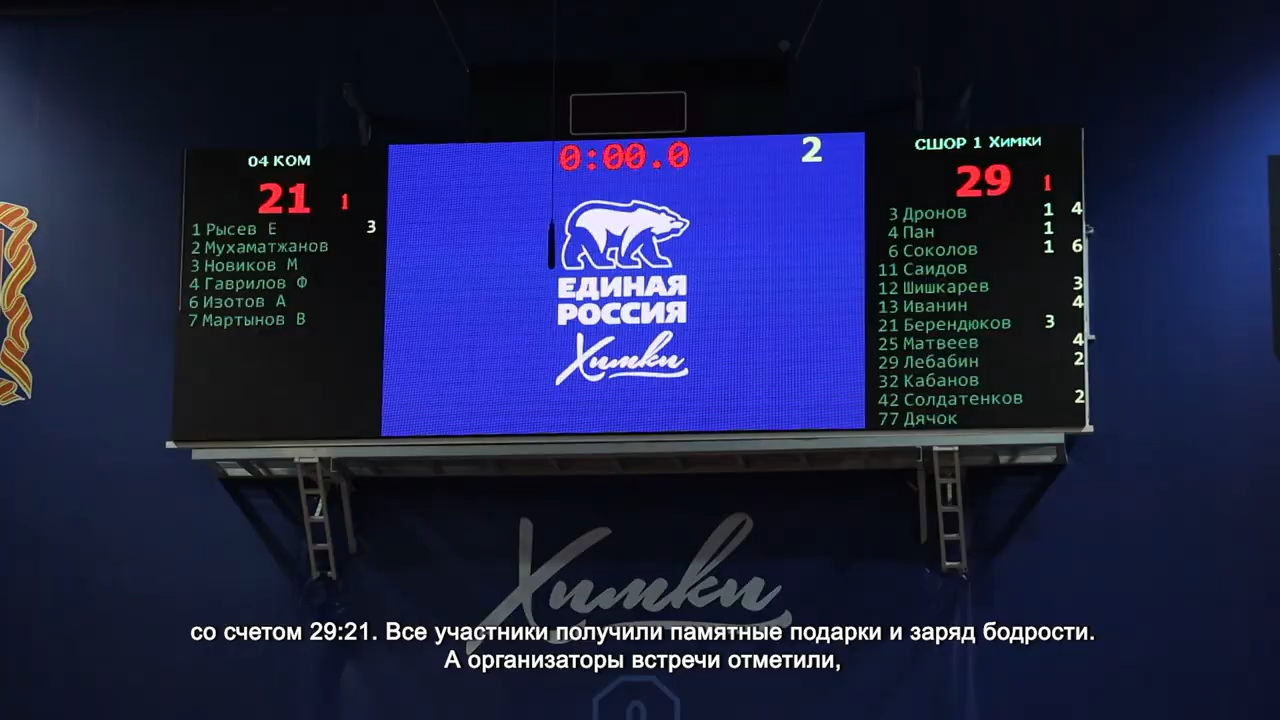 04 КОМ
21 1
1 Рысев Е 3
2 Мухаматжанов
3 Новиков М
4 Гаврилов Ф
6 Изотов А
7 Мартынов В
0:00.0 2
ЕДИНАЯ
РОССИЯ
Химки
СШОР 1 Химки
29 1
3 Дронов 1 4
4 Пан 1
6 Соколов 1 6
11 Саидов
12 Шишкарев 3
13 Иванин 4
21 Берендюков 3
25 Матвеев 4
29 Лебабин 2
32 Кабанов
42 Солдатенков 2
77 Дячок
Химки
со счетом 29:21. Все участники получили памятные подарки и заряд бодрости.
А организаторы встречи отметили,